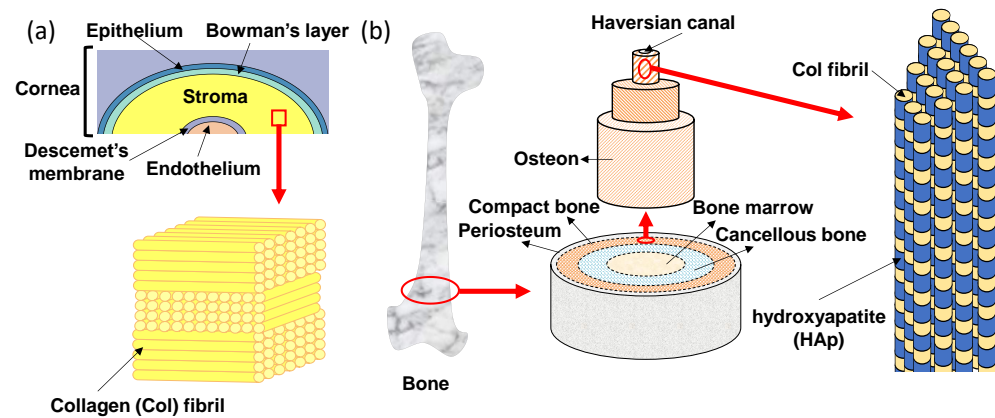 (a)
Epithelium
Bowman's layer
Cornea
Stroma
Descemet's
membrane
Endothelium
Collagen (Col) fibril
(b)
Haversian canal
Col fibril
Osteon
Compact bone
Periosteum
Bone marrow
Cancellous bone
hydroxyapatite
(HAp)
Bone